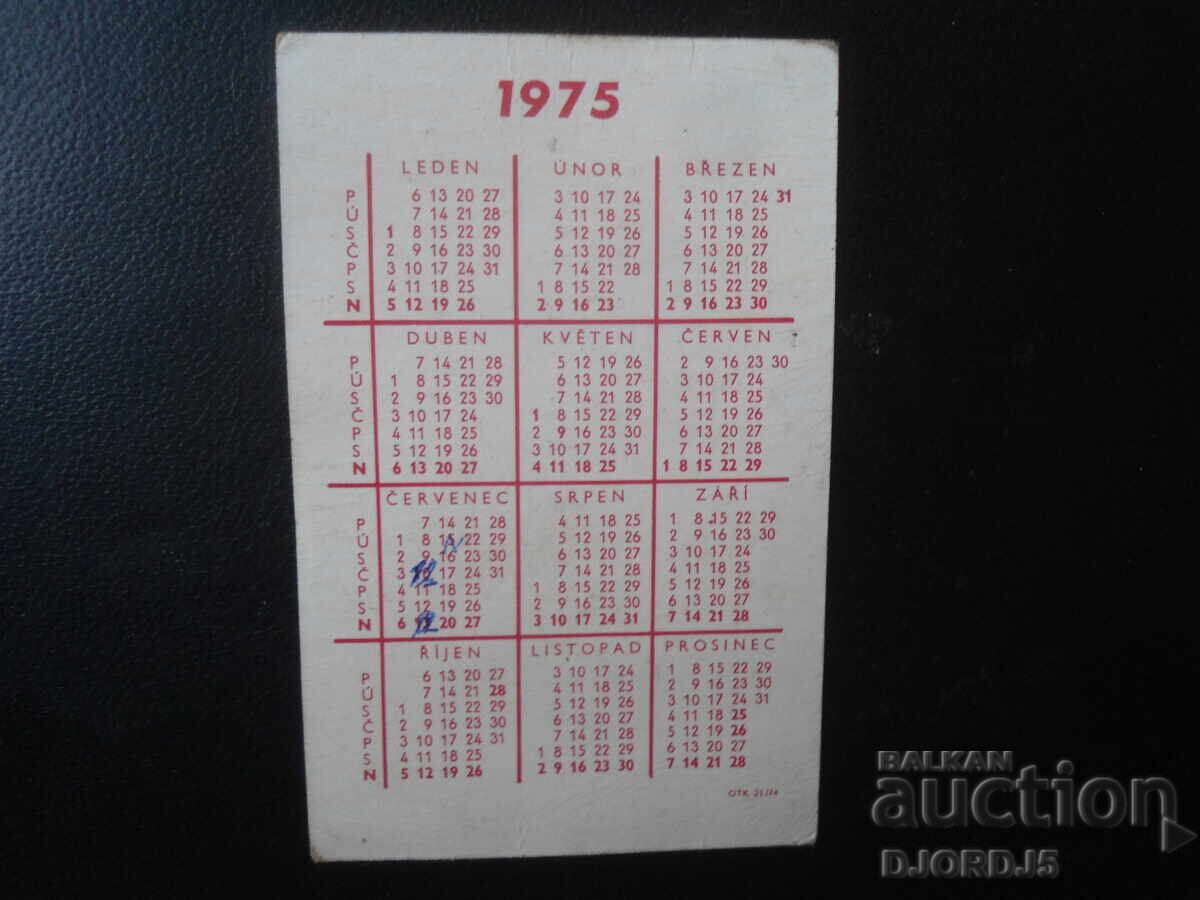 1975
LEDEN ÚNOR BŘEZEN
P 6 13 20 27 3 10 17 24 3 10 17 24 31
Ú 7 14 21 28 4 11 18 25 4 11 18 25
S 1 8 15 22 29 5 12 19 26 5 12 19 26
Č 2 9 16 23 30 6 13 20 27 6 13 20 27
P 3 10 17 24 31 7 14 21 28 7 14 21 28
S 4 11 18 25 1 8 15 22 1 8 15 22 29
N 5 12 19 26 2 9 16 23 2 9 16 23 30
DUBEN KVĚTEN ČERVEN
P 7 14 21 28 5 12 19 26 2 9 16 23 30
Ú 1 8 15 22 29 6 13 20 27 3 10 17 24
S 2 9 16 23 30 7 14 21 28 4 11 18 25
Č 3 10 17 24 1 8 15 22 29 5 12 19 26
P 4 11 18 25 2 9 16 23 30 6 13 20 27
S 5 12 19 26 3 10 17 24 31 7 14 21 28
N 6 13 20 27 4 11 18 25 1 8 15 22 29
ČERVENEC SRPEN ZÁŘÍ
P 7 14 21 28 4 11 18 25 1 8 15 22 29
Ú 1 8 15 22 29 5 12 19 26 2 9 16 23 30
S 2 9 16 23 30 6 13 20 27 3 10 17 24
Č 3 17 24 31 7 14 21 28 4 11 18 25
P 4 11 18 25 1 8 15 22 29 5 12 19 26
S 5 12 19 26 2 9 16 23 30 6 13 20 27
N 6 20 27 3 10 17 24 31 7 14 21 28
ŘÍJEN LISTOPAD PROSINEC
P 6 13 20 27 3 10 17 24 1 8 15 22 29
Ú 7 14 21 28 4 11 18 25 2 9 16 23 30
S 1 8 15 22 29 5 12 19 26 3 10 17 24 31
Č 2 9 16 23 30 6 13 20 27 4 11 18 25
P 3 10 17 24 31 7 14 21 28 5 12 19 26
S 4 11 18 25 1 8 15 22 29 6 13 20 27
N 5 12 19 26 2 9 16 23 30 7 14 21 28
BALKAN
auction
DJORDJ5